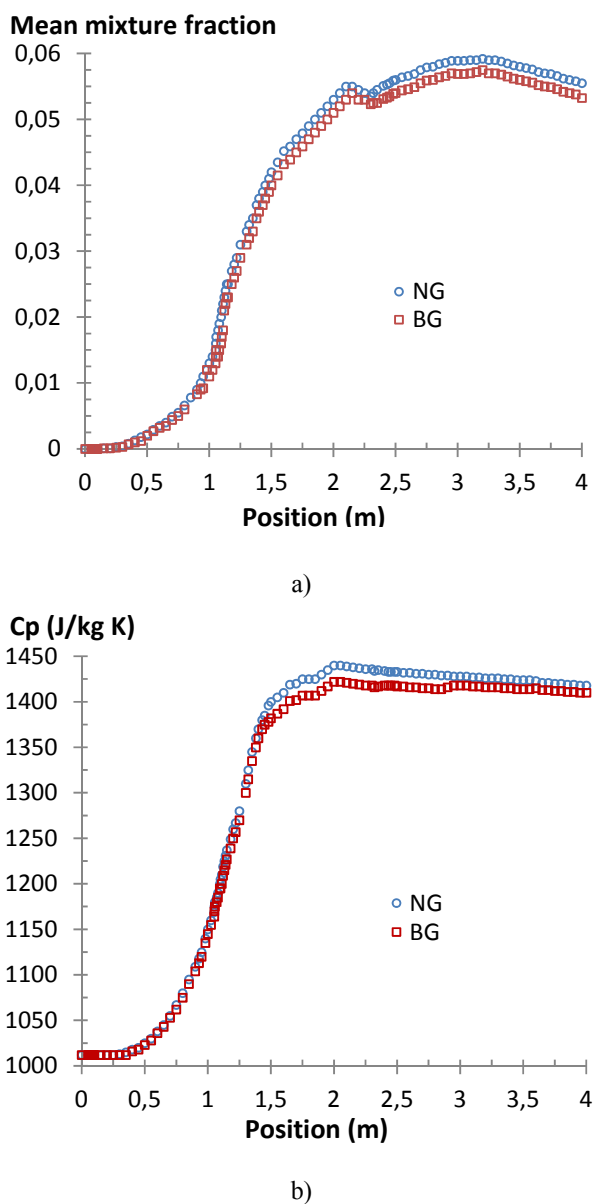 Mean mixture fraction
0,06
0,05
0,04
0,03
0,02
0,01
0
NG
BG
0 0,5 1 1,5 2 2,5 3 3,5 4
Position (m)
a)
Cp (J/kg K)
1450
1400
1350
1300
1250
1200
1150
1100
1050
1000
NG
BG
0 0,5 1 1,5 2 2,5 3 3,5 4
Position (m)
b)